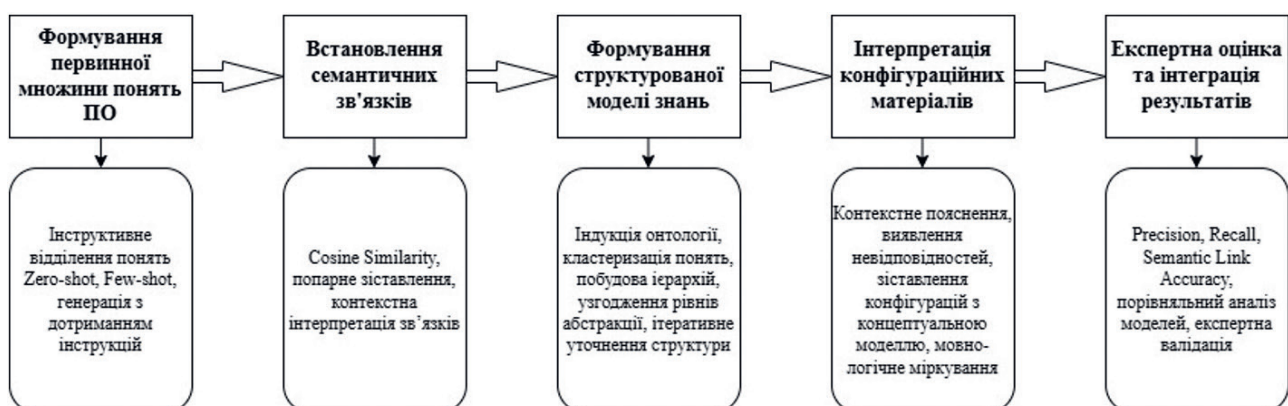 Формування
первинної
множини понять
ПО
Встановлення
семантичних
зв'язків
Формування
структурованої
моделі знань
Інтерпретація
конфігураційних
матеріалів
Експертна оцінка
та інтеграція
результатів
Інструктивне
відділення понять
Zero-shot, Few-shot,
генерація з
дотриманням
інструкцій
Cosine Similarity,
попарне зіставлення,
контекстна
інтерпретація зв’язків
Індукція онтології,
кластеризація понять,
побудова ієрархій,
узгодження рівнів
абстракції, ітеративне
уточнення структури
Контекстне пояснення,
виявлення
невідповідностей,
зіставлення
конфігурацій з
концептуальною
моделлю, мовно-
логічне міркування
Precision, Recall,
Semantic Link
Accuracy,
порівняльний аналіз
моделей, експертна
валідація